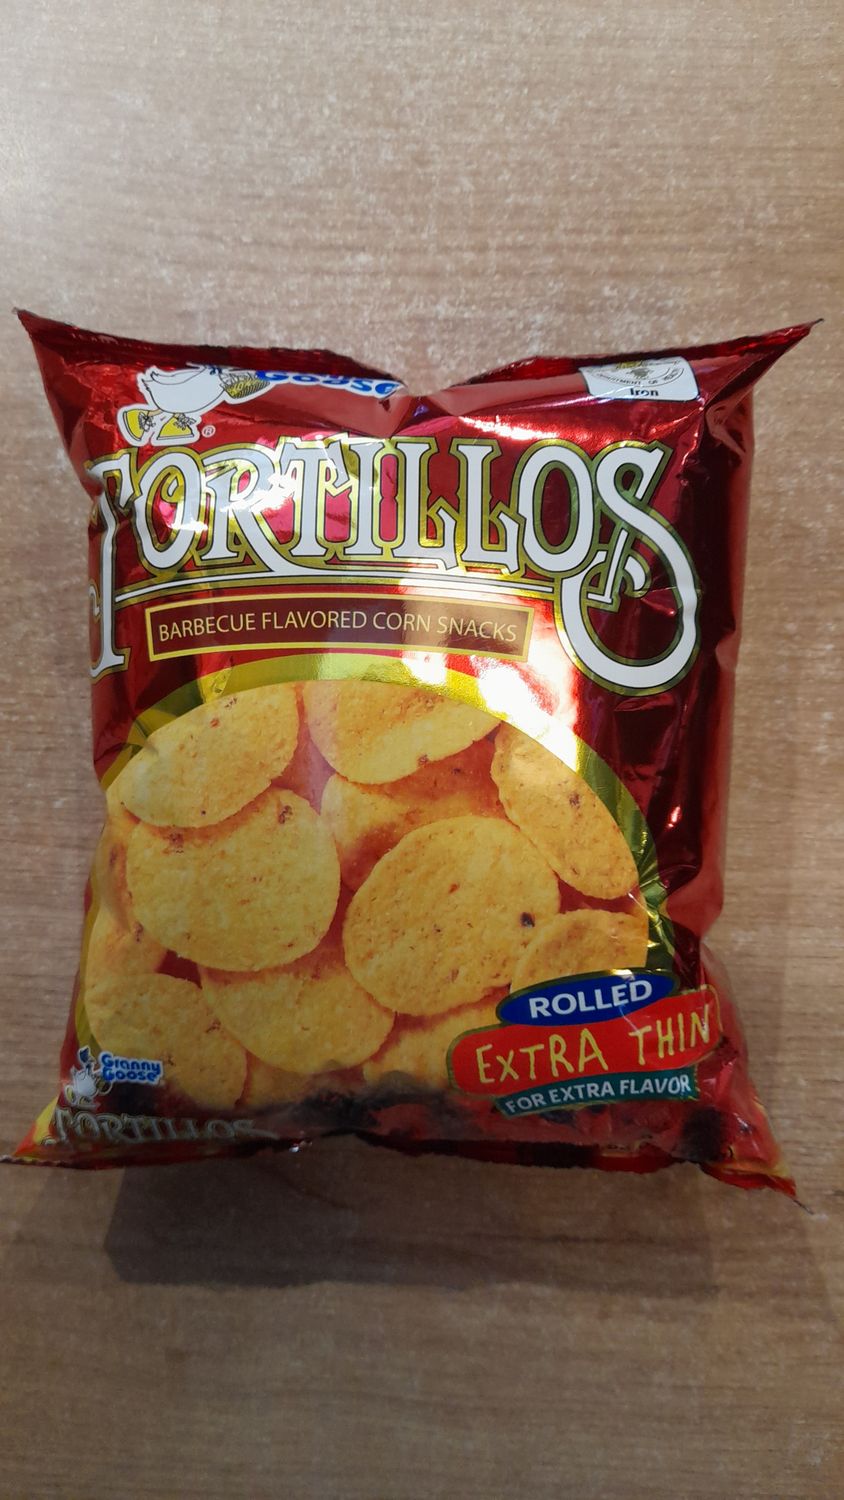 Goose
®
Iron
TORTILLOS
BARBECUE FLAVORED CORN SNACKS
ROLLED
EXTRA THIN
FOR EXTRA FLAVOR
Granny
Goose
TORTILLOS